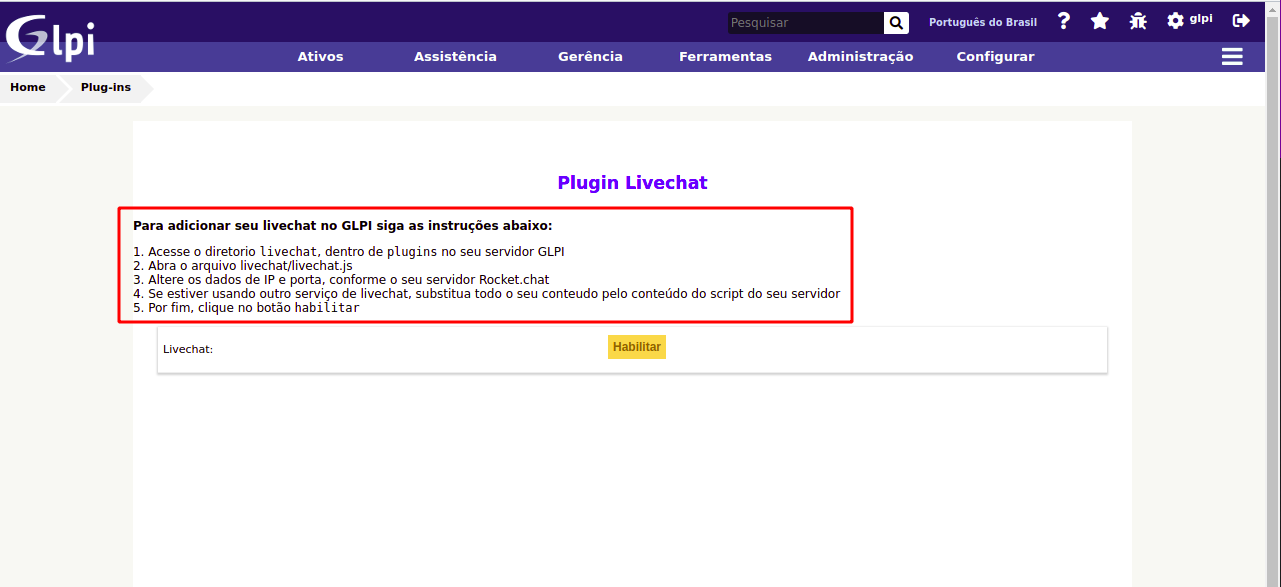 Glpi
Pesquisar
Português do Brasil
?
glpi
Ativos
Assistência
Gerência
Ferramentas
Administração
Configurar
Home
Plug-ins
Plugin Livechat
Para adicionar seu livechat no GLPI siga as instruções abaixo:
1. Acesse o diretorio livechat, dentro de plugins no seu servidor GLPI
2. Abra o arquivo livechat/livechat.js
3. Altere os dados de IP e porta, conforme o seu servidor Rocket.chat
4. Se estiver usando outro serviço de livechat, substitua todo o seu conteudo pelo conteúdo do script do seu servidor
5. Por fim, clique no botão habilitar
Livechat:
Habilitar